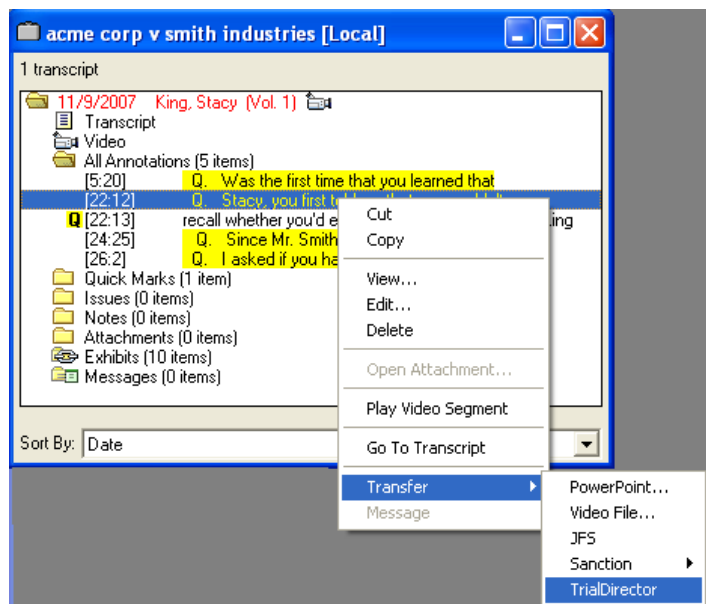 acme corp v smith industries [Local]
1 transcript
11/9/2007 King, Stacy (Vol. 1)
Transcript
Video
All Annotations (5 items)
[5:20] Q. Was the first time that you learned that
[22:12] Q. Stacy, you first
Q [22:13] recall whether you'd e ing
[24:25] Q. Since Mr. Smith
[26:2] Q. I asked if you ha
Quick Marks (1 item)
Issues (0 items)
Notes (0 items)
Attachments (0 items)
Exhibits (10 items)
Messages (0 items)
Sort By: Date
Cut
Copy
View...
Edit...
Delete
Open Attachment...
Play Video Segment
Go To Transcript
Transfer
Message
PowerPoint...
Video File...
JFS
Sanction
TrialDirector